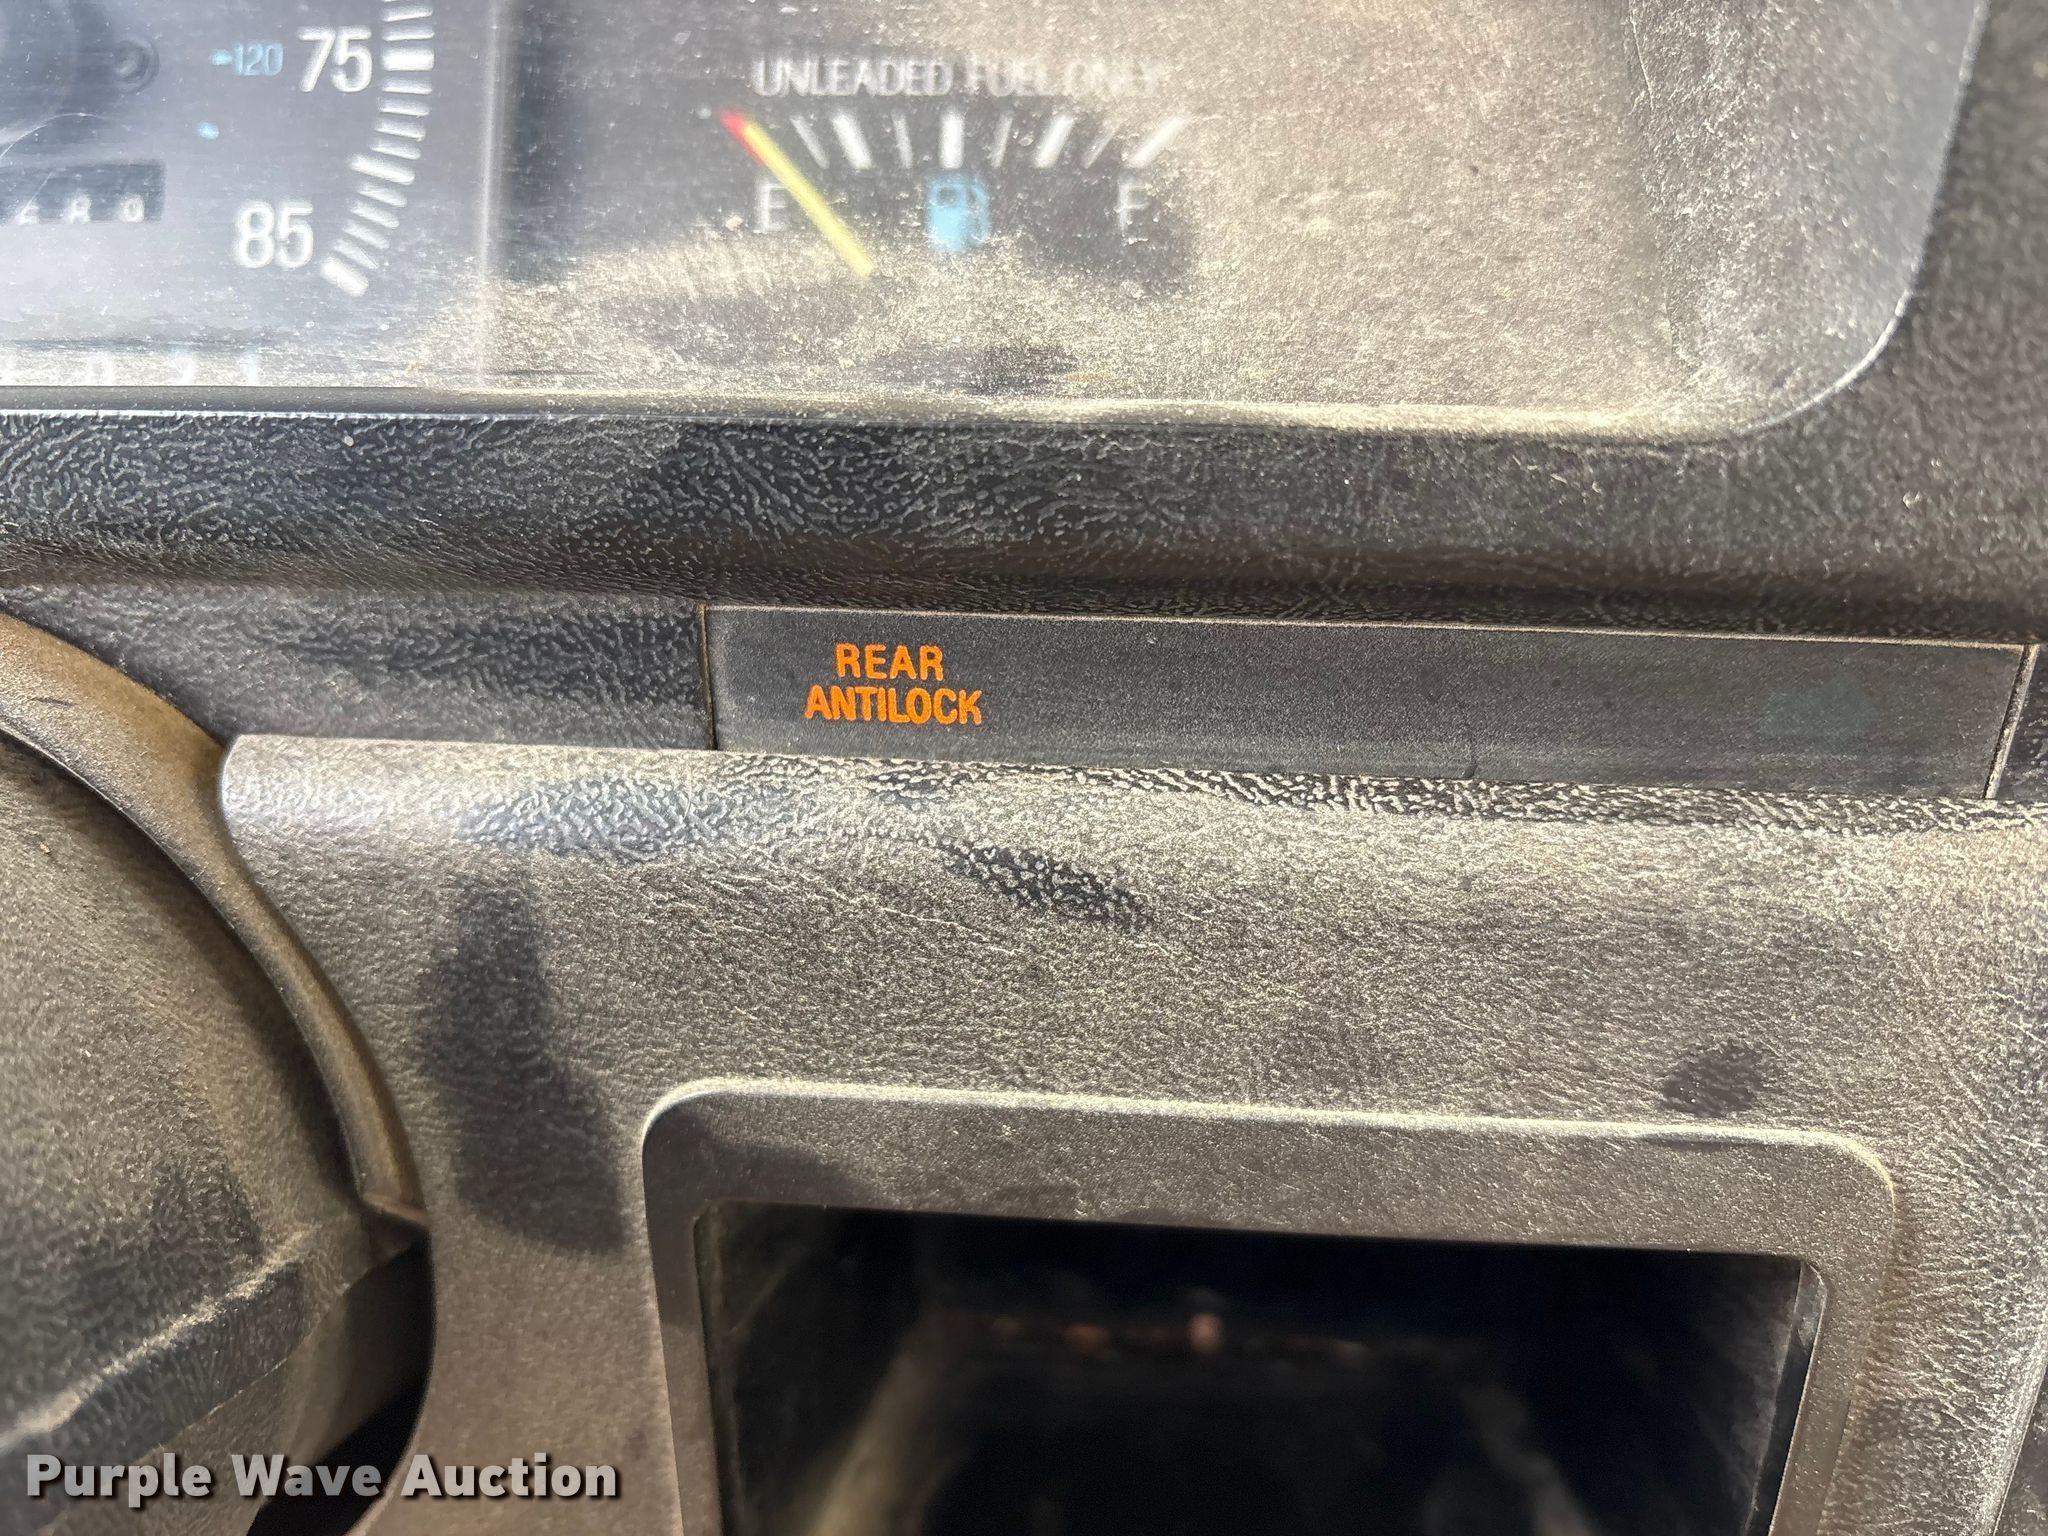 120 75
85
UNLEADED FUEL ONLY
E F
REAR
ANTILOCK
Purple Wave Auction